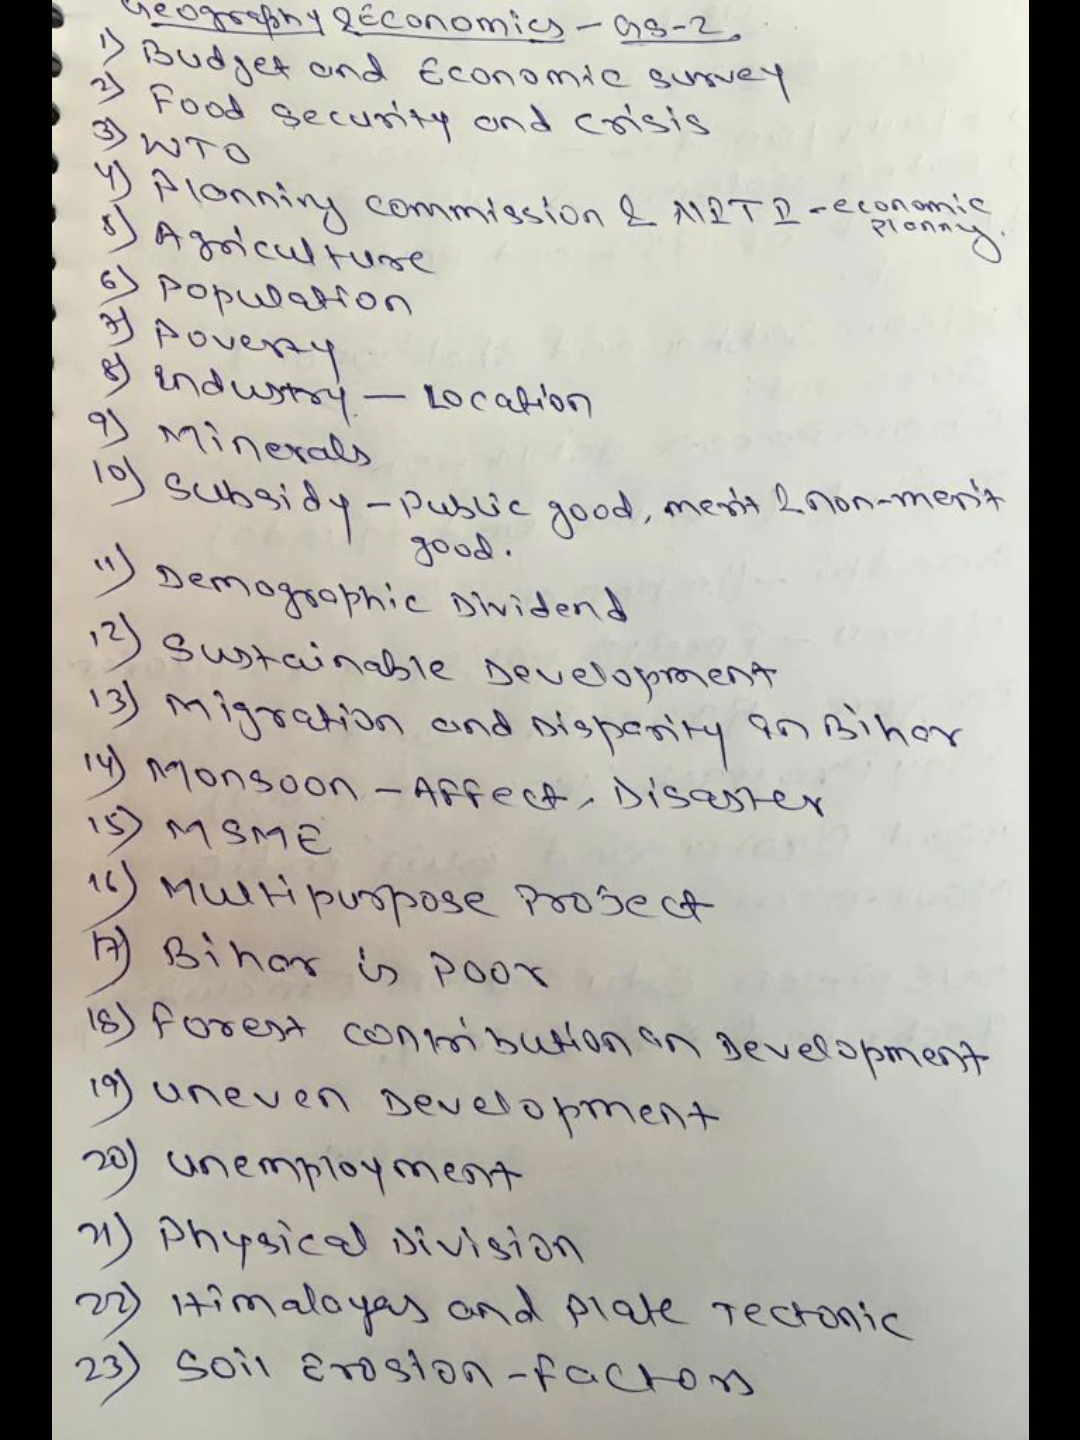 Geography & Economics - GS-2.
1) Budget and Economic survey
2) Food security and crisis
3) WTO
4) Planning commission & NITI - economic planny.
5) Agriculture
6) Population
7) Poverty
8) Industry - Location
9) Minerals
10) Subsidy - Public good, merit & non-merit
good.
11) Demographic Dividend
12) Sustainable Development
13) Migration and Disparity in Bihar
14) Monsoon - Affect, Disaster
15) MSME
16) Multipurpose Project
17) Bihar is Poor
18) Forest contribution in Development
19) Uneven Development
20) Unemployment
21) Physical Division
22) Himalayas and Plate Tectonic
23) Soil Erosion - Factors